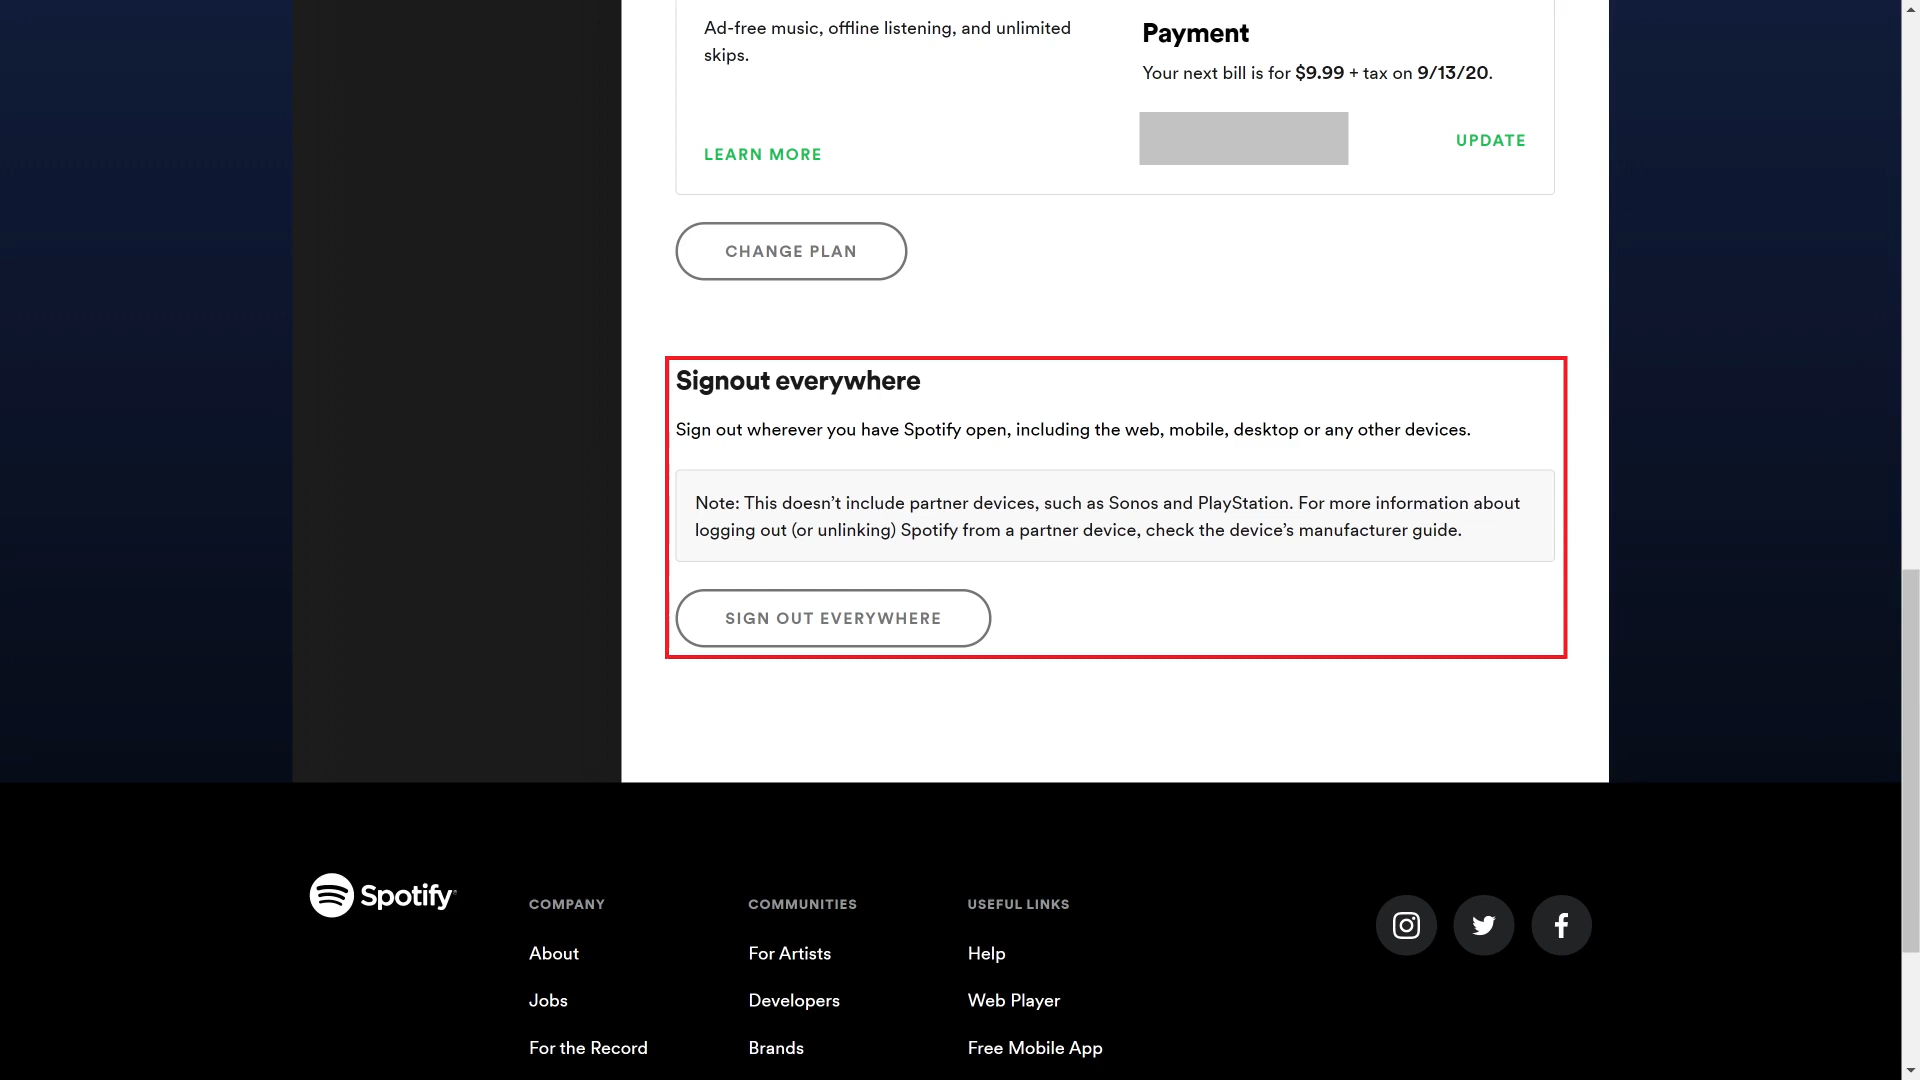 Ad-free music, offline listening, and unlimited
skips.
LEARN MORE
Payment
Your next bill is for $9.99 + tax on 9/13/20.
UPDATE
CHANGE PLAN
Signout everywhere
Sign out wherever you have Spotify open, including the web, mobile, desktop or any other devices.
Note: This doesn’t include partner devices, such as Sonos and PlayStation. For more information about
logging out (or unlinking) Spotify from a partner device, check the device’s manufacturer guide.
SIGN OUT EVERYWHERE
Spotify
COMPANY
About
Jobs
For the Record
COMMUNITIES
For Artists
Developers
Brands
USEFUL LINKS
Help
Web Player
Free Mobile App